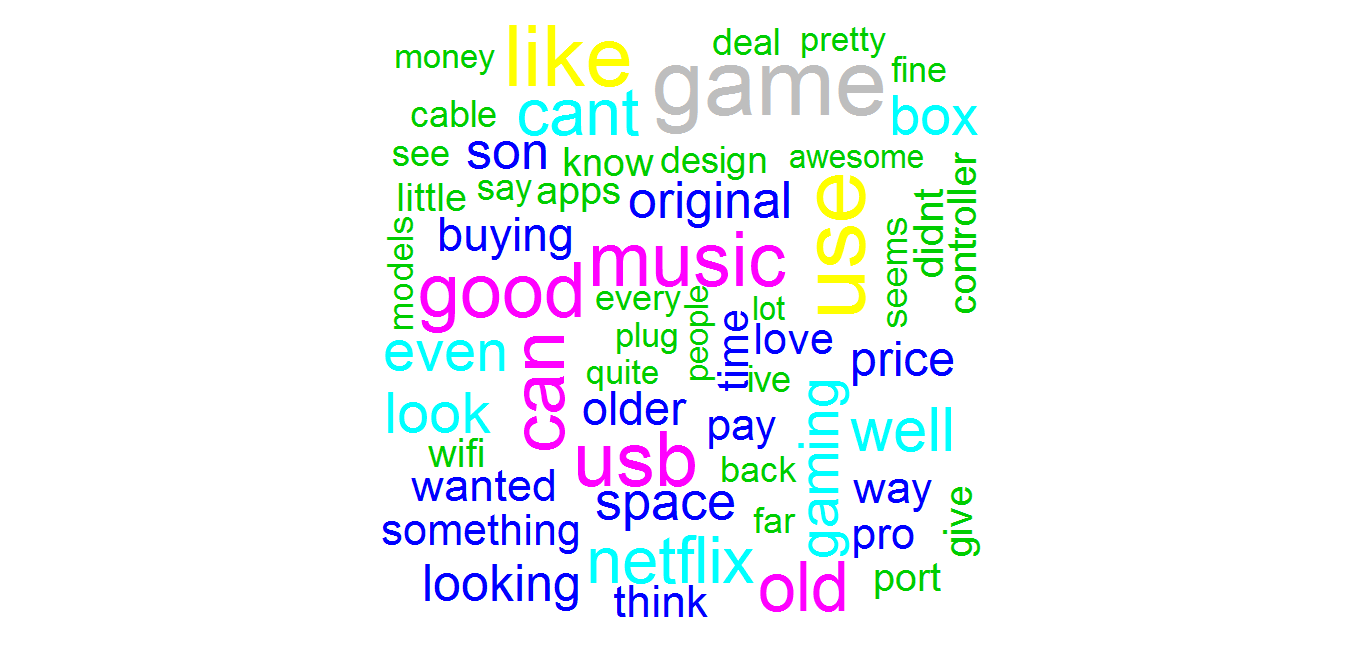 money like deal pretty
game fine
cable cant box
see son know design awesome
little say apps original use didnt controller
models buying music seems
good every people lot
plug time love
even can quite ive price
look older pay gaming well
wifi usb back
wanted space way
something far pro give
looking netflix old port
think